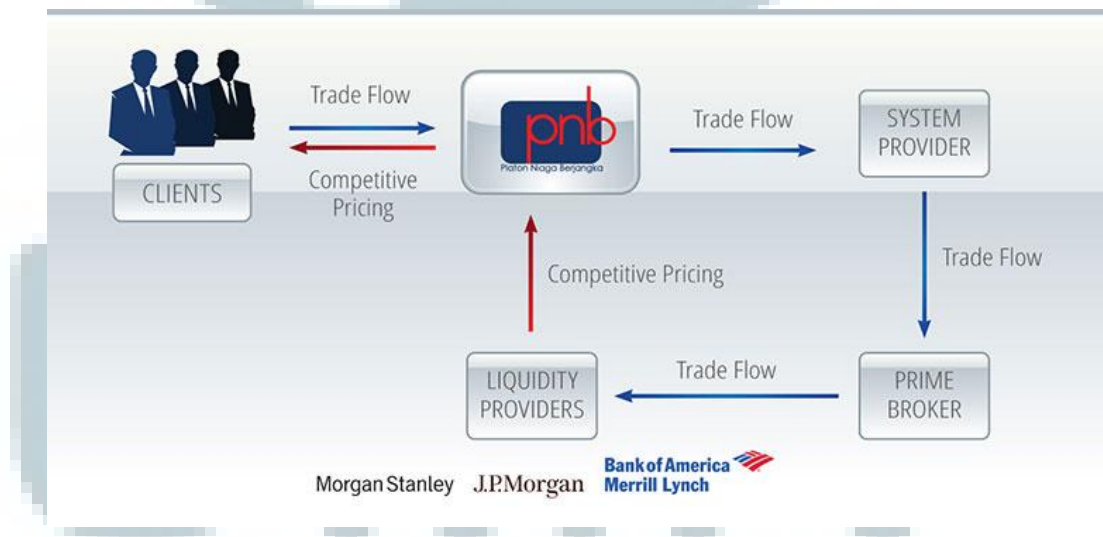 Trade Flow
Competitive
Pricing
CLIENTS
pnb
Platon Niaga Berjangka
Trade Flow
SYSTEM
PROVIDER
Trade Flow
Competitive Pricing
LIQUIDITY
PROVIDERS
Trade Flow
PRIME
BROKER
Morgan Stanley
J.P.Morgan
Bank of America
Merrill Lynch